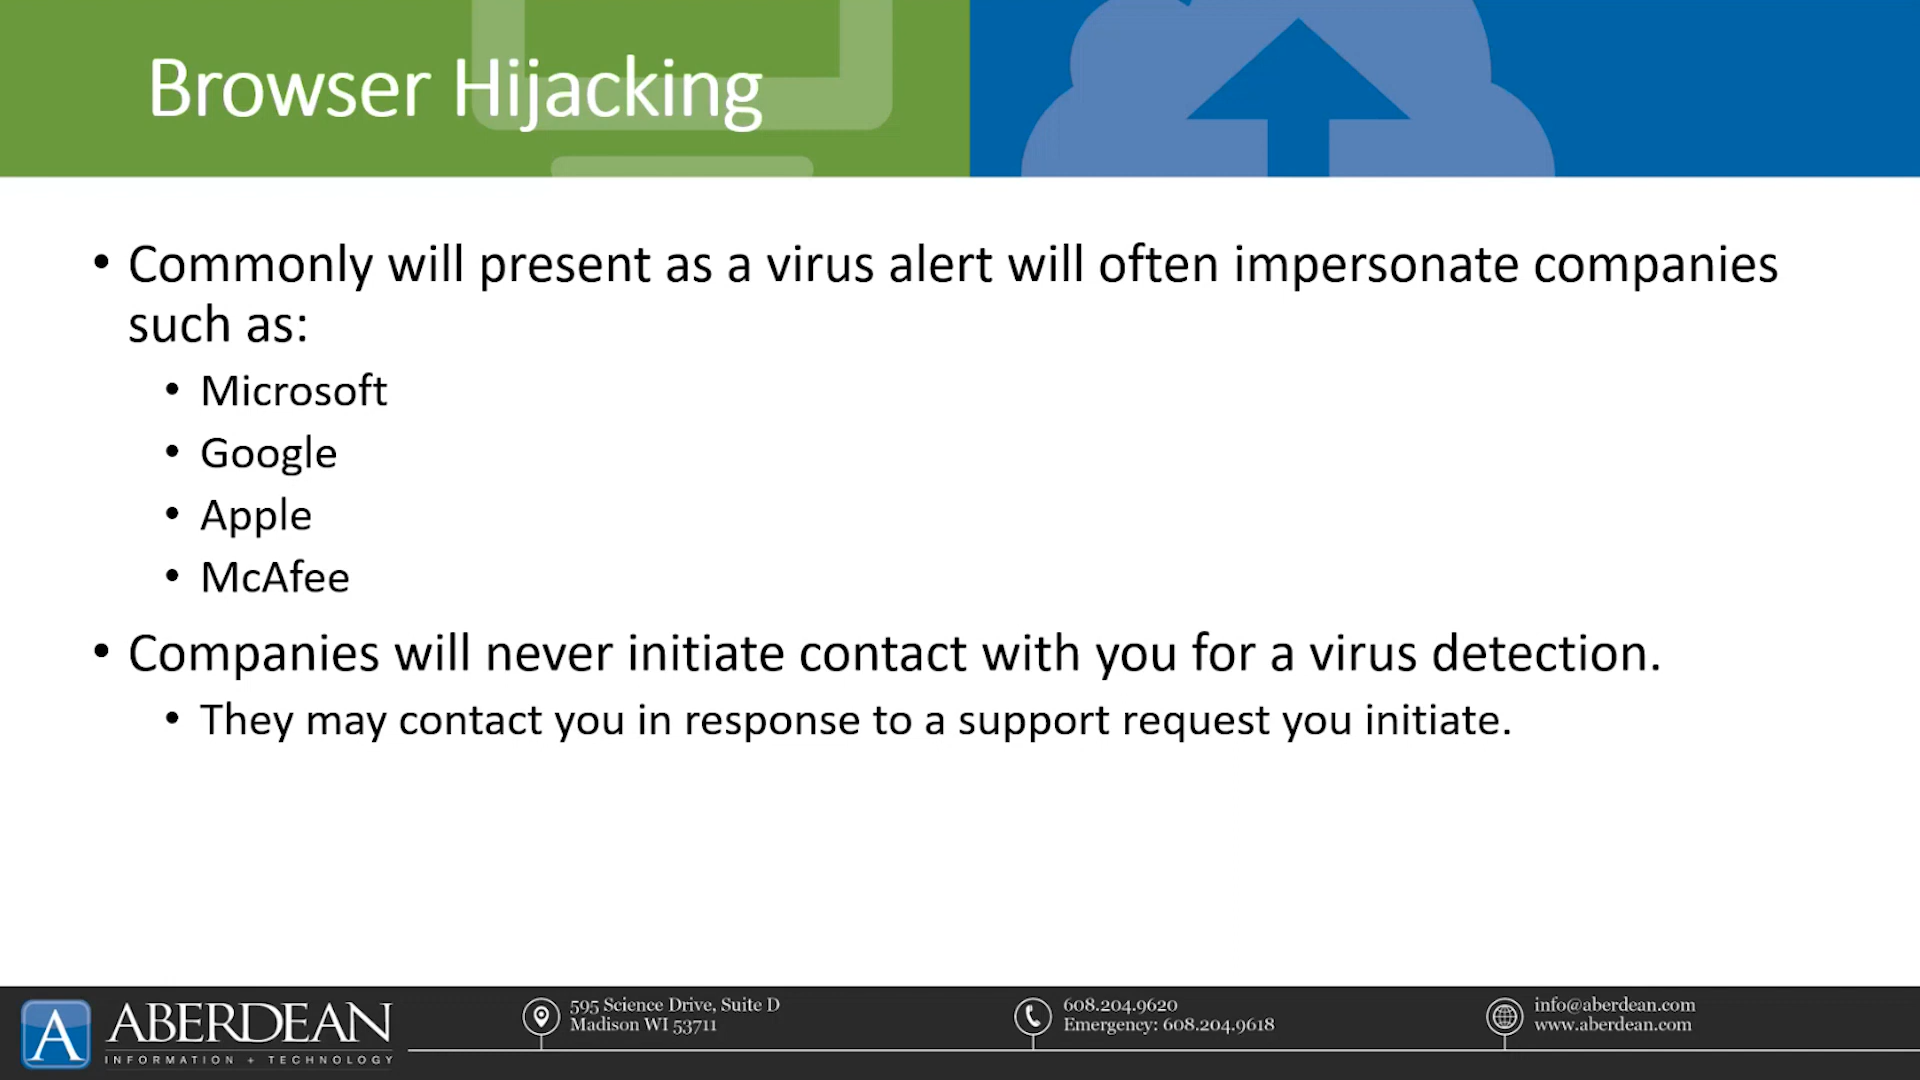 Browser Hijacking
• Commonly will present as a virus alert will often impersonate companies
such as:
• Microsoft
• Google
• Apple
• McAfee
• Companies will never initiate contact with you for a virus detection.
• They may contact you in response to a support request you initiate.
A ABERDEAN
INFORMATION + TECHNOLOGY
595 Science Drive, Suite D
Madison WI 53711
608.204.9620
Emergency: 608.204.9618
info@aberdean.com
www.aberdean.com